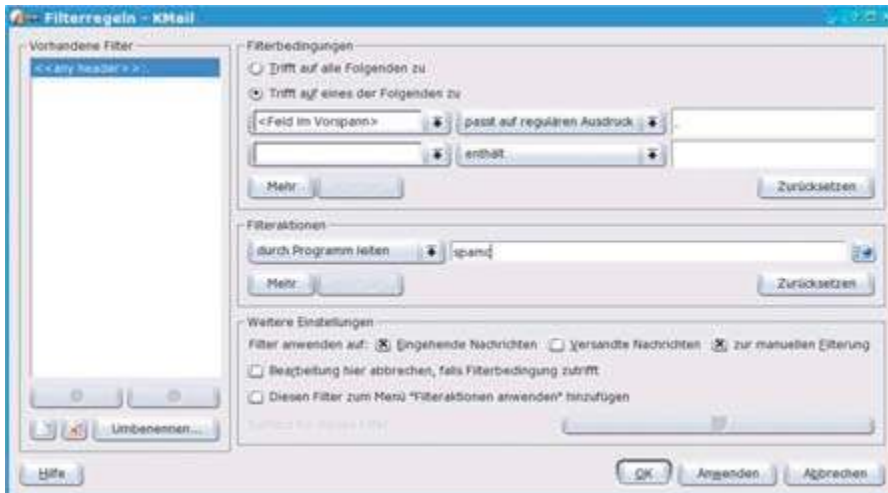 Filterregeln - KMail
Vorhandene Filter
<<any header>>:.
Filterbedingungen
Trifft auf alle Folgenden zu
Trifft auf eines der Folgenden zu
<Feld im Vorspann> passt auf regulären Ausdruck .
enthält
Mehr Zurücksetzen
Filteraktionen
durch Programm leiten spamc
Mehr Zurücksetzen
Weitere Einstellungen
Filter anwenden auf: Eingehende Nachrichten Versandte Nachrichten zur manuellen Filterung
Bearbeitung hier abbrechen, falls Filterbedingung zutrifft
Diesen Filter zum Menü "Filteraktionen anwenden" hinzufügen
Umbenennen...
Hilfe OK Anwenden Abbrechen